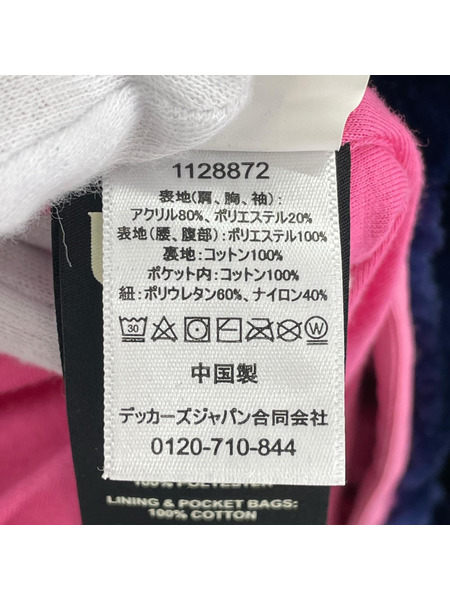 1128872
表地(肩、胸、袖):
アクリル80%、ポリエステル20%
表地(腰、腹部):ポリエステル100%
裏地:コットン100%
ポケット内:コットン100%
紐:ポリウレタン60%、ナイロン40%
30 W
中国製
デッカーズジャパン合同会社
0120-710-844
100% POLYESTER
LINING & POCKET BAGS:
100% COTTON